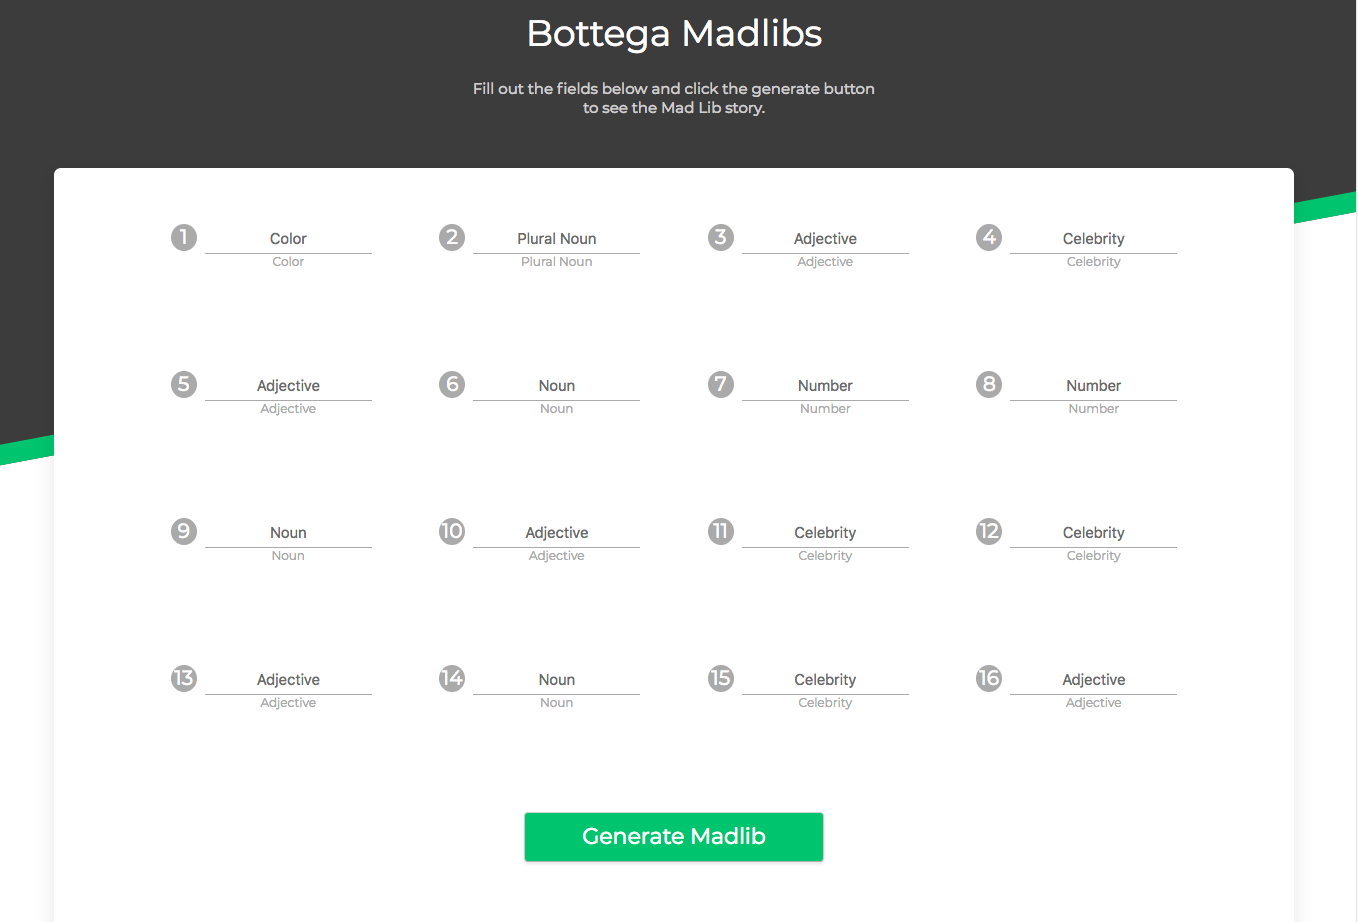 Bottega Madlibs
Fill out the fields below and click the generate button
to see the Mad Lib story.
1 Color 2 Plural Noun 3 Adjective 4 Celebrity
Color Plural Noun Adjective Celebrity
5 Adjective 6 Noun 7 Number 8 Number
Adjective Noun Number Number
9 Noun 10 Adjective 11 Celebrity 12 Celebrity
Noun Adjective Celebrity Celebrity
13 Adjective 14 Noun 15 Celebrity 16 Adjective
Adjective Noun Celebrity Adjective
Generate Madlib